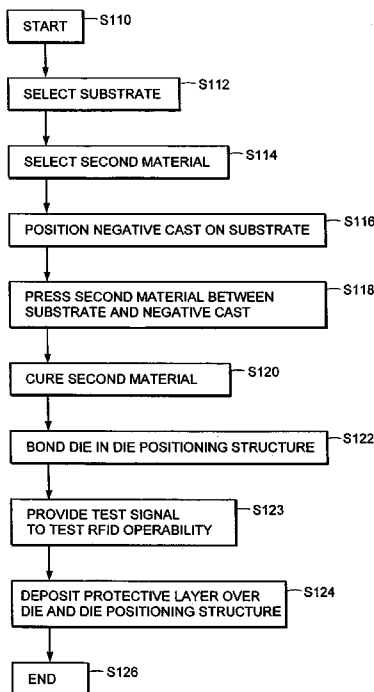 START
S110
SELECT SUBSTRATE
S112
SELECT SECOND MATERIAL
S114
POSITION NEGATIVE CAST ON SUBSTRATE
S116
PRESS SECOND MATERIAL BETWEEN
SUBSTRATE AND NEGATIVE CAST
S118
CURE SECOND MATERIAL
S120
BOND DIE IN DIE POSITIONING STRUCTURE
S122
PROVIDE TEST SIGNAL
TO TEST RFID OPERABILITY
S123
DEPOSIT PROTECTIVE LAYER OVER
DIE AND DIE POSITIONING STRUCTURE
S124
END
S126